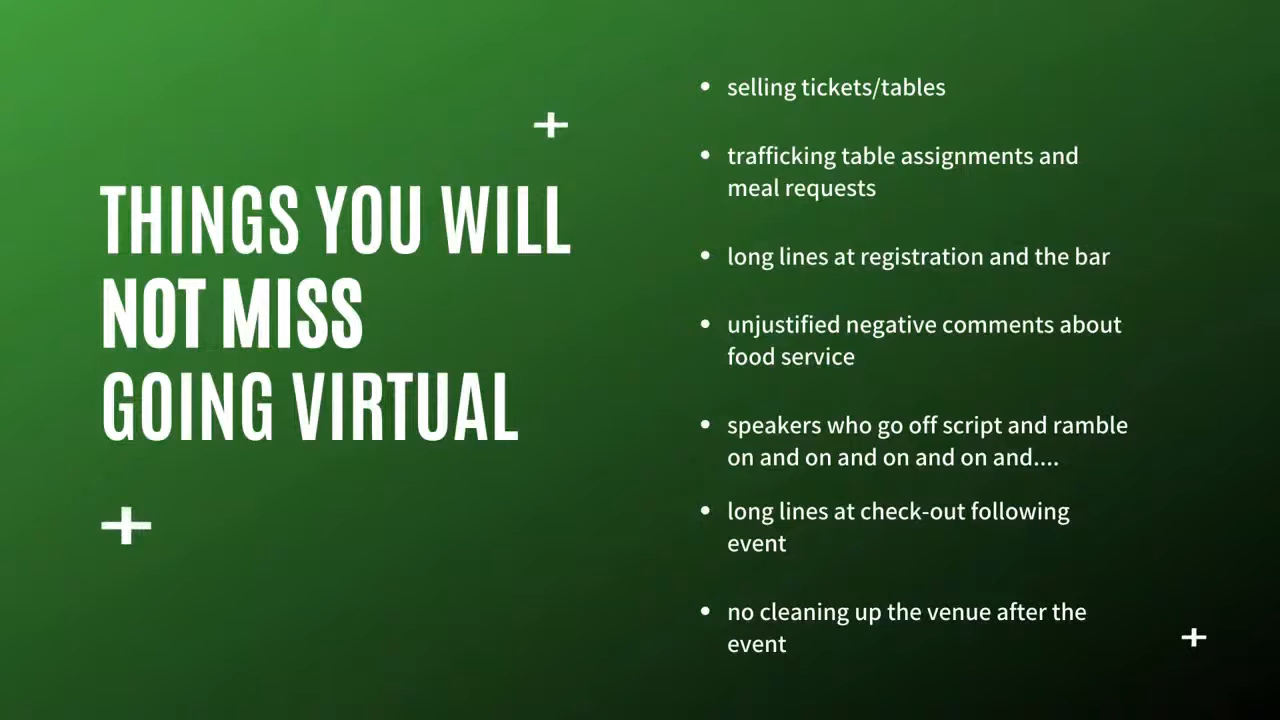 THINGS YOU WILL
NOT MISS
GOING VIRTUAL
• selling tickets/tables
• trafficking table assignments and
meal requests
• long lines at registration and the bar
• unjustified negative comments about
food service
• speakers who go off script and ramble
on and on and on and on and....
• long lines at check-out following
event
• no cleaning up the venue after the
event